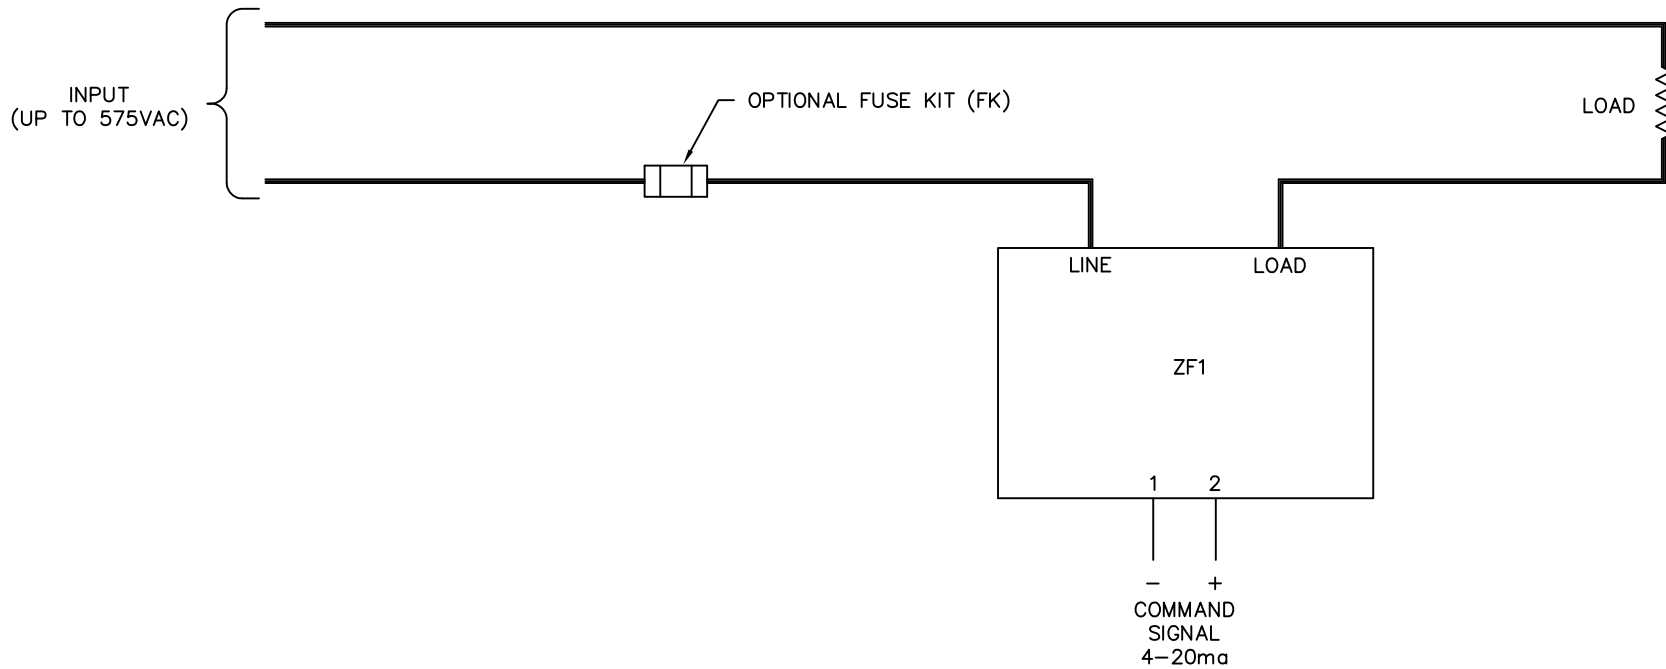 INPUT
(UP TO 575VAC)
OPTIONAL FUSE KIT (FK)
LOAD
LINE
LOAD
ZF1
1
2
− +
COMMAND
SIGNAL
4−20ma